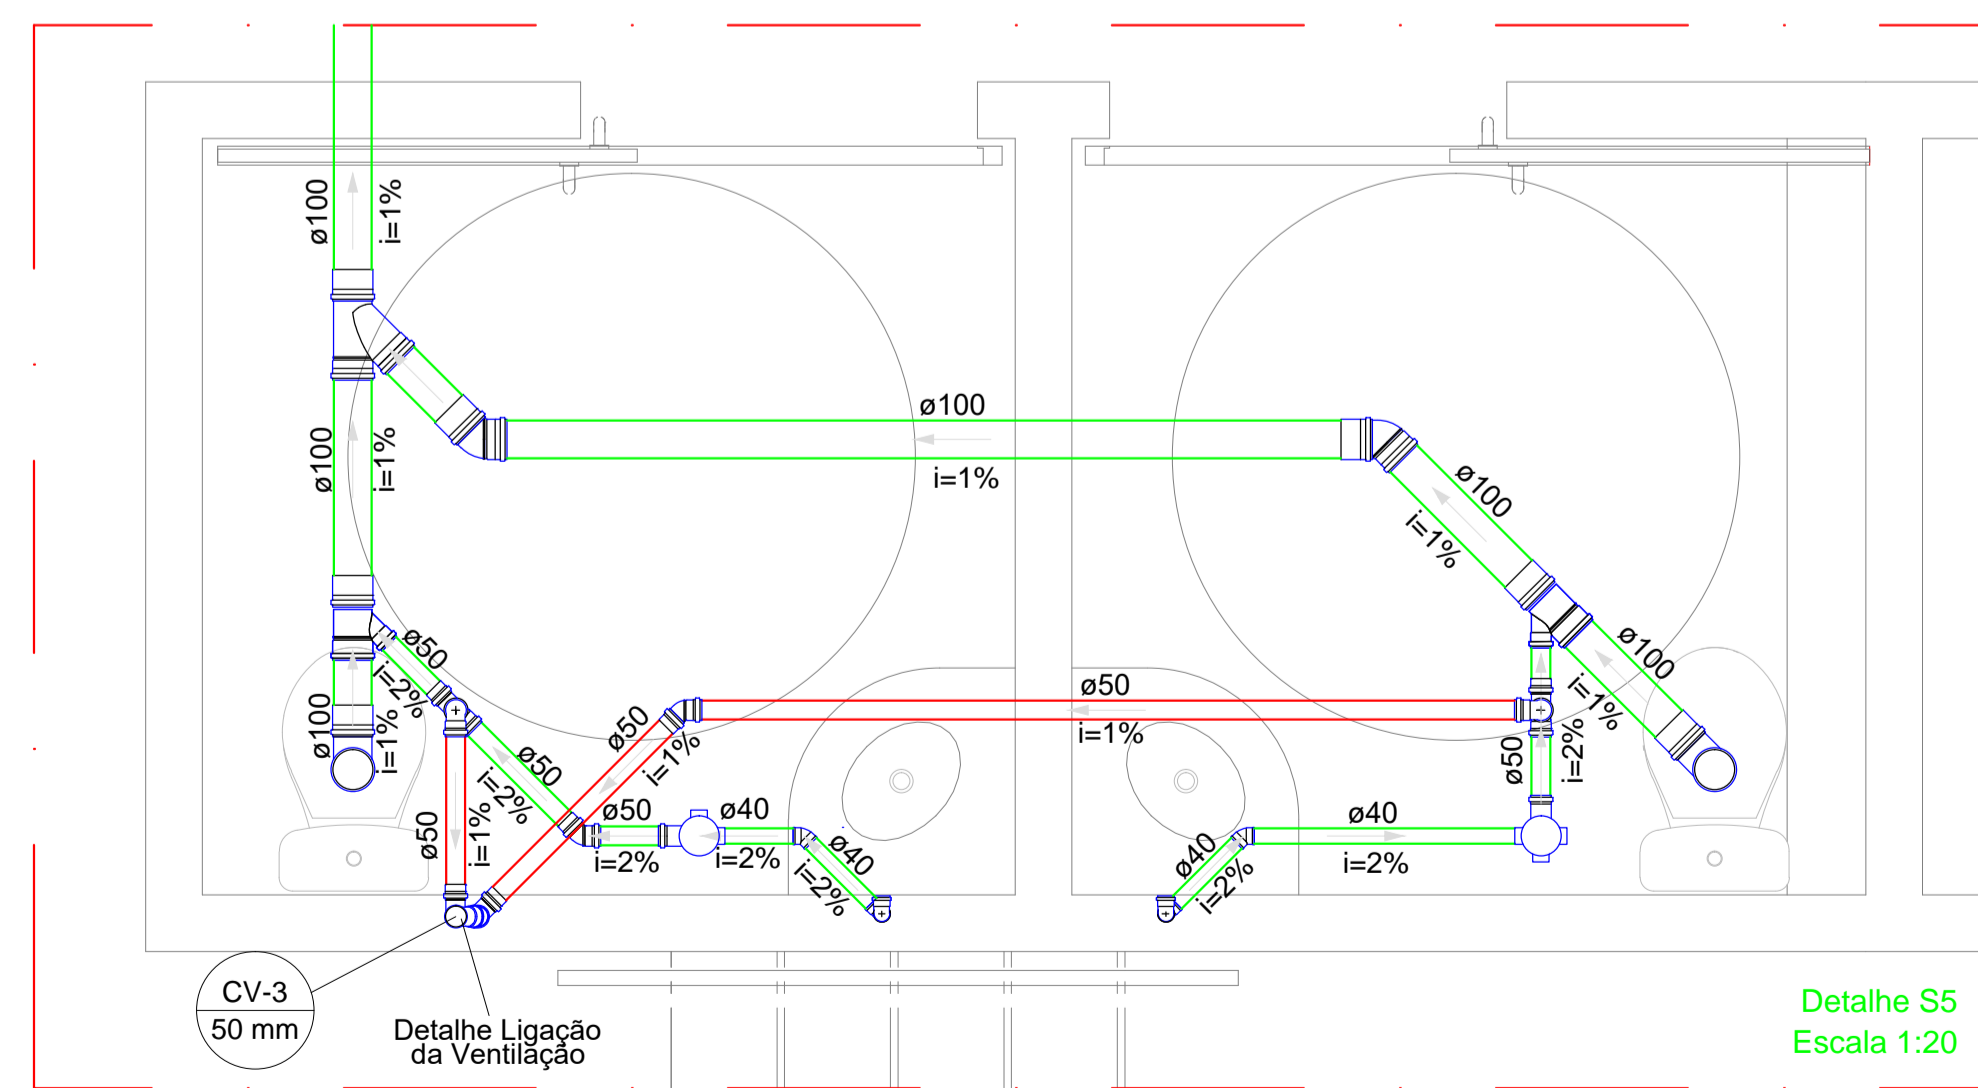 ø100
i=1%
ø100
i=1%
ø100
i=1%
ø100
i=1%
ø100
i=1%
ø100
i=1%
ø50
i=2%
ø50
i=1%
ø50
i=1%
ø50
i=2%
ø50
i=2%
ø50
i=1%
ø50
i=2%
ø40
i=2%
ø40
i=2%
ø40
i=2%
ø40
i=2%
CV-3
50 mm
Detalhe Ligação
da Ventilação
Detalhe S5
Escala 1:20